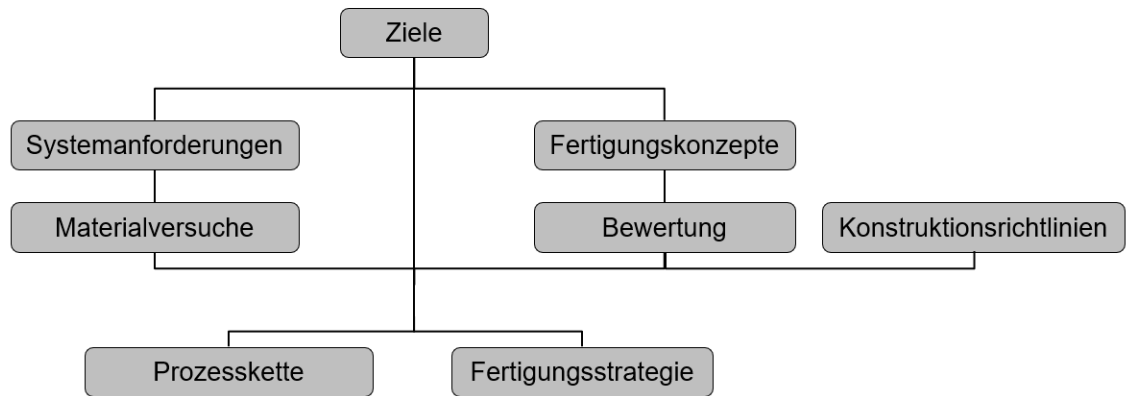 Ziele
Systemanforderungen
Fertigungskonzepte
Materialversuche
Bewertung
Konstruktionsrichtlinien
Prozesskette
Fertigungsstrategie